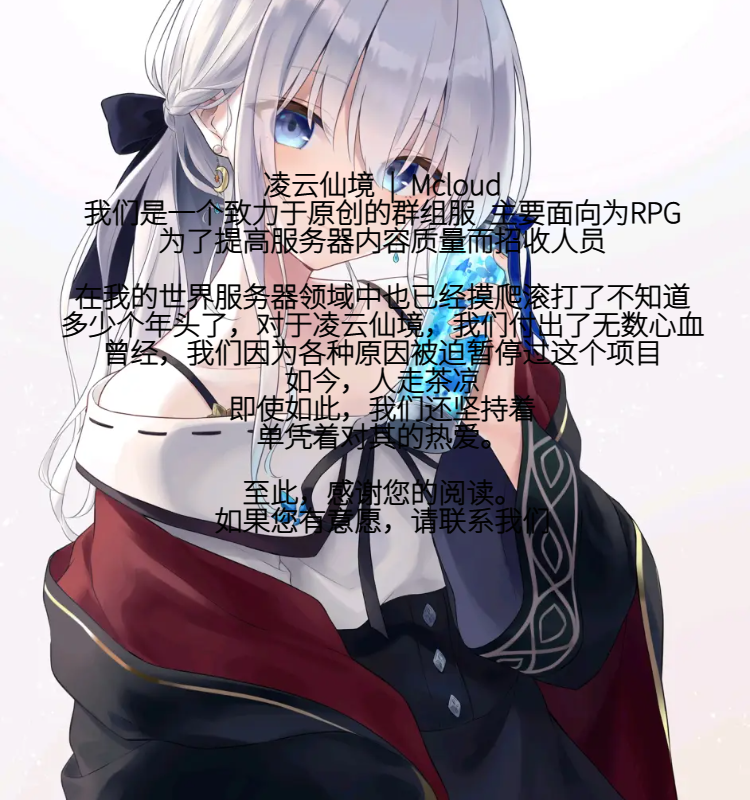 凌云仙境 | Mcloud
我们是一个致力于原创的群组服 主要面向为RPG
为了提高服务器内容质量而招收人员
在我的世界服务器领域中也已经摸爬滚打了不知道
多少个年头了，对于凌云仙境，我们付出了无数心血
曾经，我们因为各种原因被迫暂停过这个项目
如今，人走茶凉
即使如此，我们还坚持着
单凭着对其的热爱。
至此，感谢您的阅读。
如果您有意愿，请联系我们